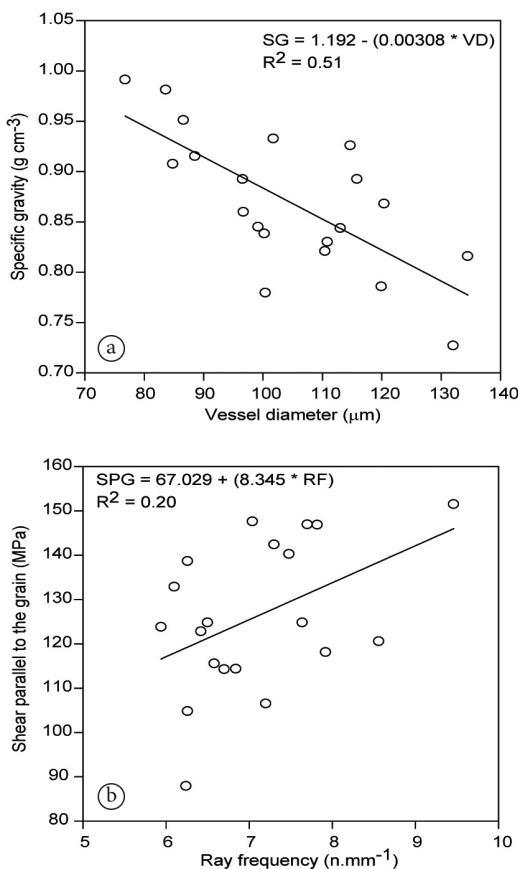 1.05
1.00
0.95
0.90
0.85
0.80
0.75
0.70
Specific gravity (g cm-3)
SG = 1.192 - (0.00308 * VD)
R2 = 0.51
a
70 80 90 100 110 120 130 140
Vessel diameter (μm)
160
150
140
130
120
110
100
90
80
Shear parallel to the grain (MPa)
SPG = 67.029 + (8.345 * RF)
R2 = 0.20
b
5 6 7 8 9 10
Ray frequency (n.mm-1)